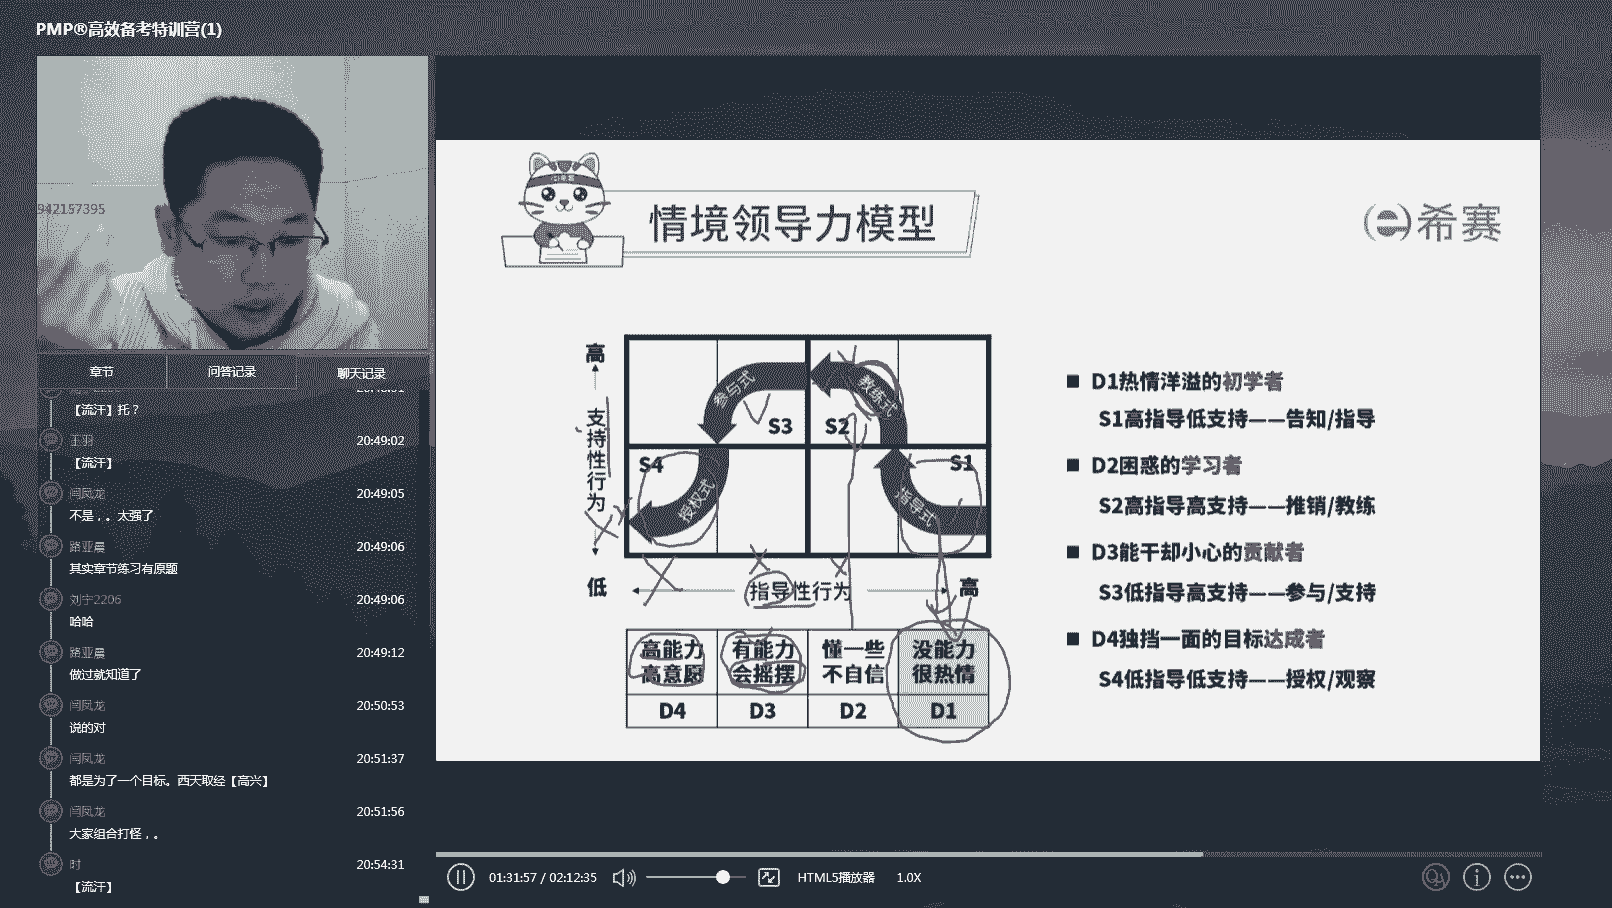 PMP®高效备考特训营(1)
942157395
章节
问答记录
聊天记录
【流汗】托？
王羽
20:49:02
【流汗】
闫凤龙
20:49:05
不是，。太强了
路亚晨
20:49:06
其实章节练习有原题
刘宇2206
20:49:06
哈哈
路亚晨
20:49:12
做过就知道了
闫凤龙
20:50:53
说的对
闫凤龙
20:51:37
都是为了一个目标。西天取经【高兴】
闫凤龙
20:51:56
大家组合打怪，。
时
20:54:31
【流汗】
情境领导力模型
希赛
高
支持性行为
低
参与式
S3
教练式
S2
S4
授权式
S1
指导式
指导性行为
高
高能力
高意愿
有能力
会摇摆
懂一些
不自信
没能力
很热情
D4
D3
D2
D1
■ D1热情洋溢的初学者
S1高指导低支持——告知/指导
■ D2困惑的学习者
S2高指导高支持——推销/教练
■ D3能干却小心的贡献者
S3低指导高支持——参与/支持
■ D4独挡一面的目标达成者
S4低指导低支持——授权/观察
01:31:57 / 02:12:35
HTML5播放器
1.0X